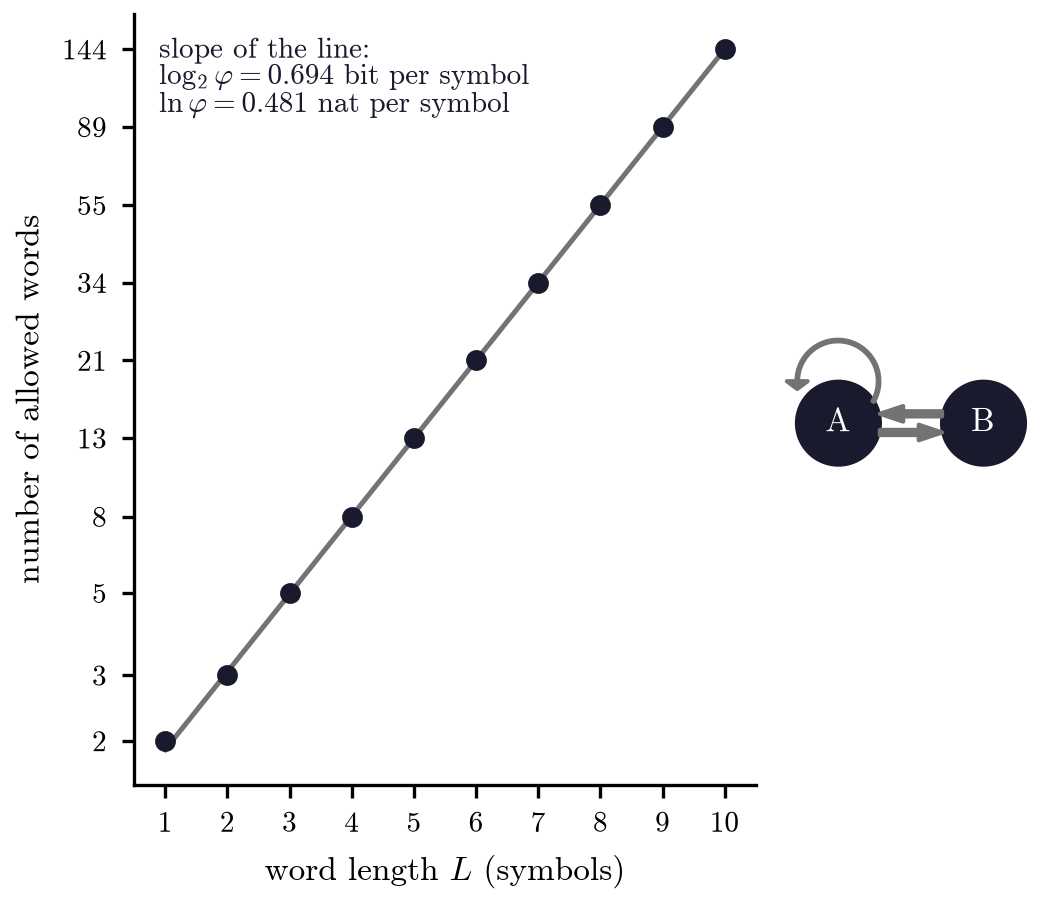 144
89
55
34
21
13
8
5
3
2
number of allowed words
slope of the line:
log₂ φ = 0.694 bit per symbol
ln φ = 0.481 nat per symbol
A
B
1 2 3 4 5 6 7 8 9 10
word length L (symbols)